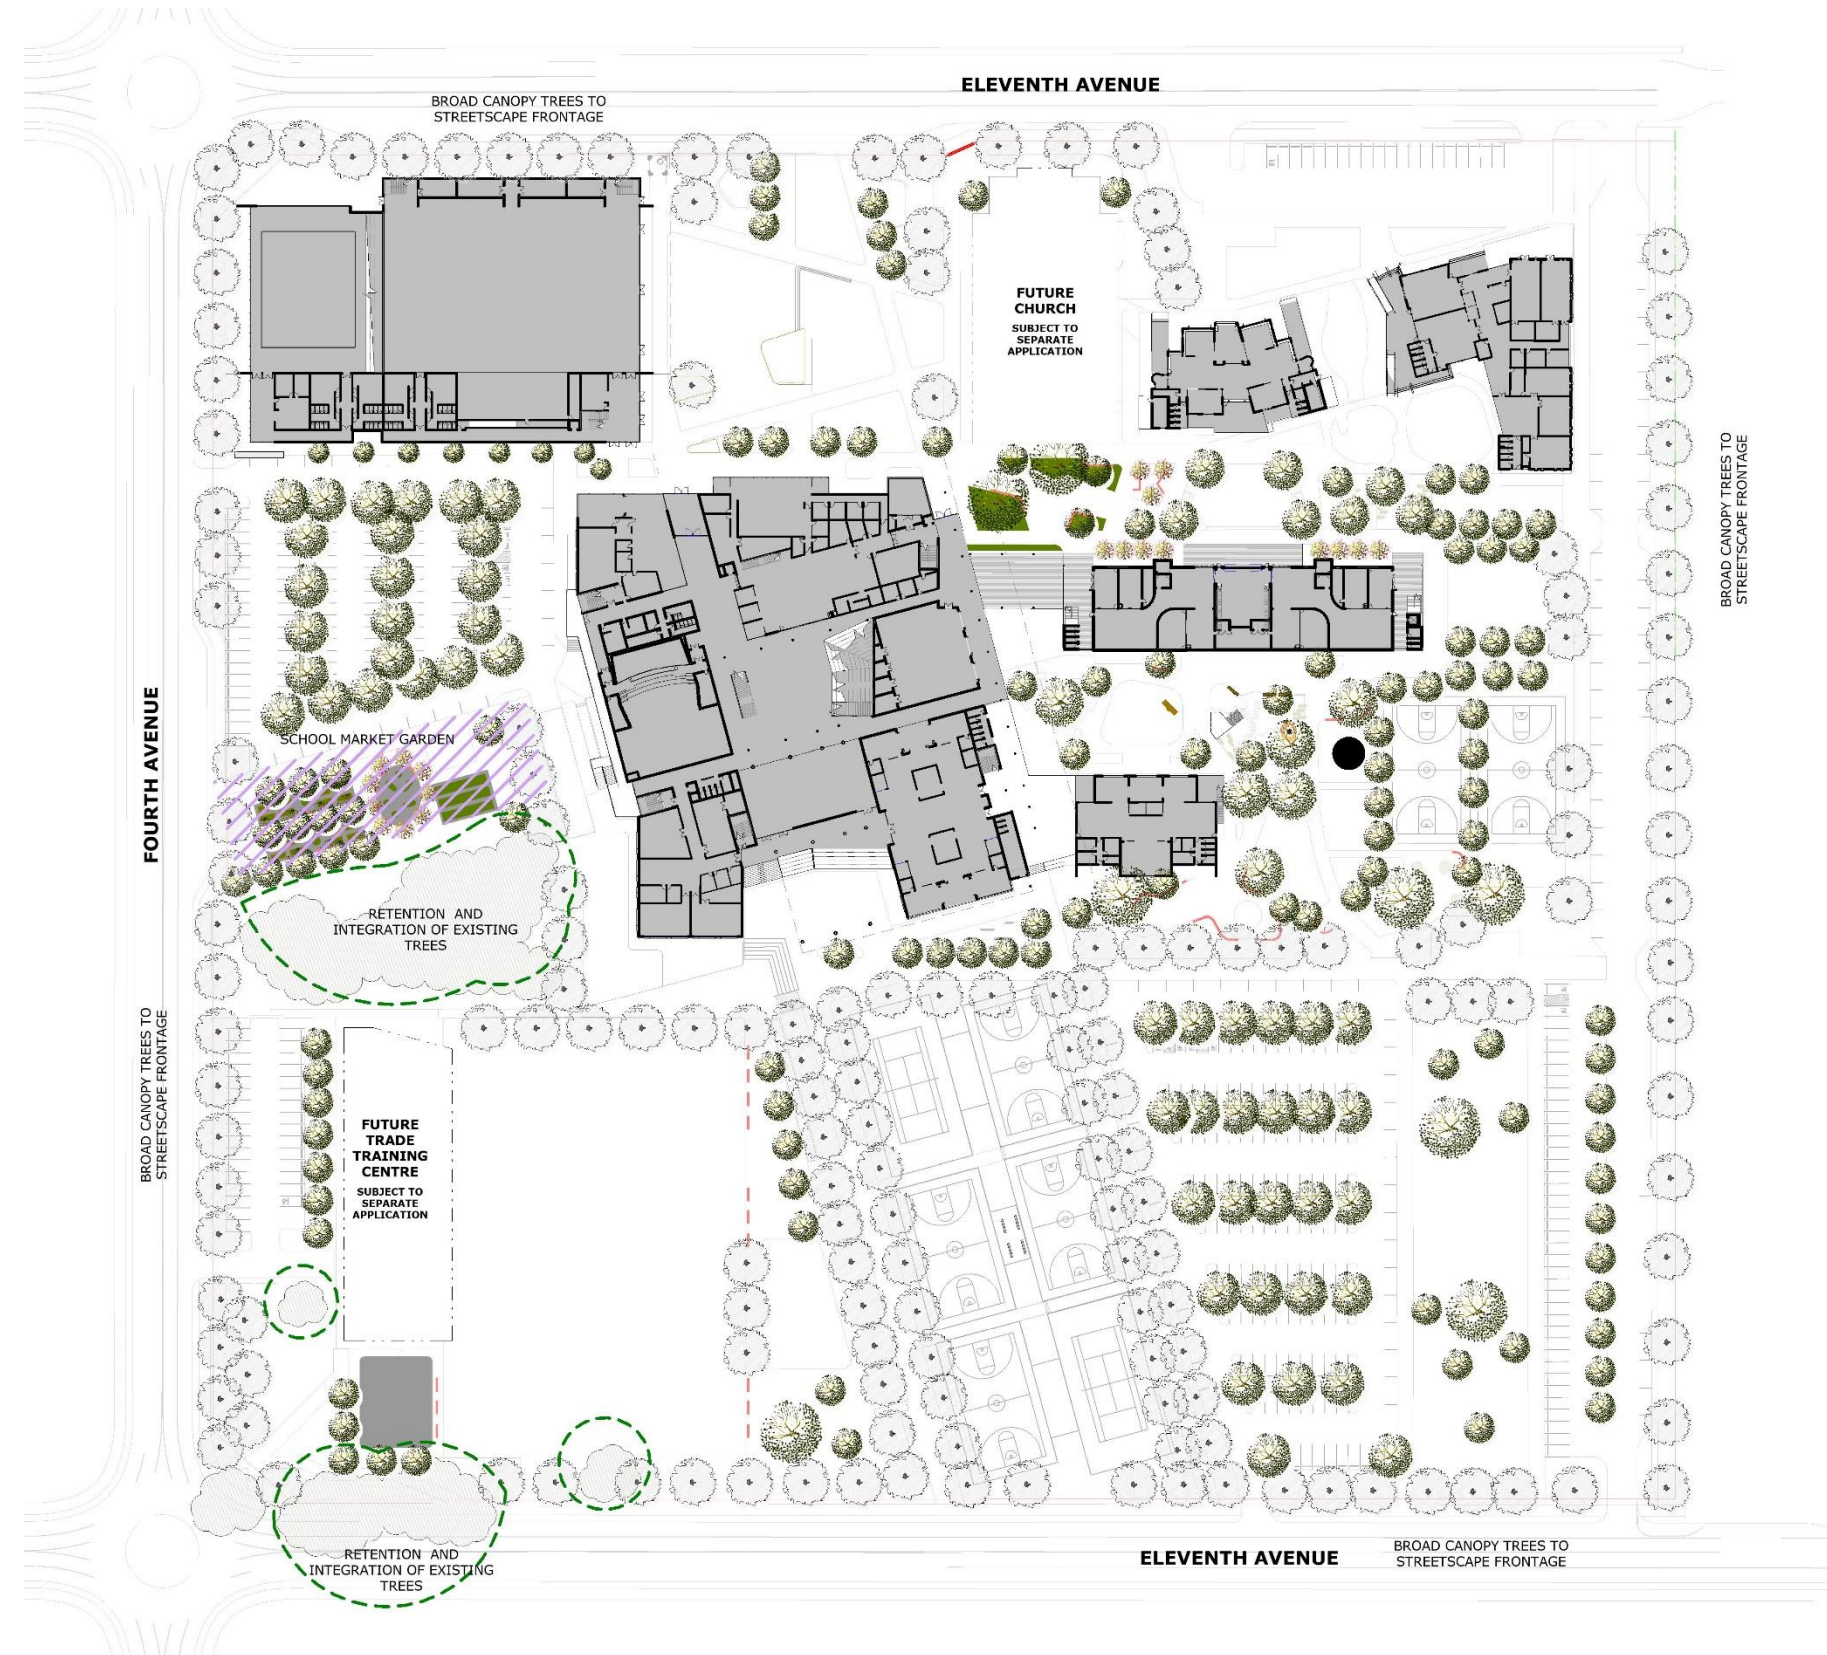 ELEVENTH AVENUE
BROAD CANOPY TREES TO
STREETSCAPE FRONTAGE
FUTURE
CHURCH
SUBJECT TO
SEPARATE
APPLICATION
BROAD CANOPY TREES TO
STREETSCAPE FRONTAGE
FOURTH AVENUE
SCHOOL MARKET GARDEN
RETENTION AND
INTEGRATION OF EXISTING
TREES
BROAD CANOPY TREES TO
STREETSCAPE FRONTAGE
FUTURE
TRADE
TRAINING
CENTRE
SUBJECT TO
SEPARATE
APPLICATION
RETENTION AND
INTEGRATION OF EXISTING
TREES
ELEVENTH AVENUE
BROAD CANOPY TREES TO
STREETSCAPE FRONTAGE